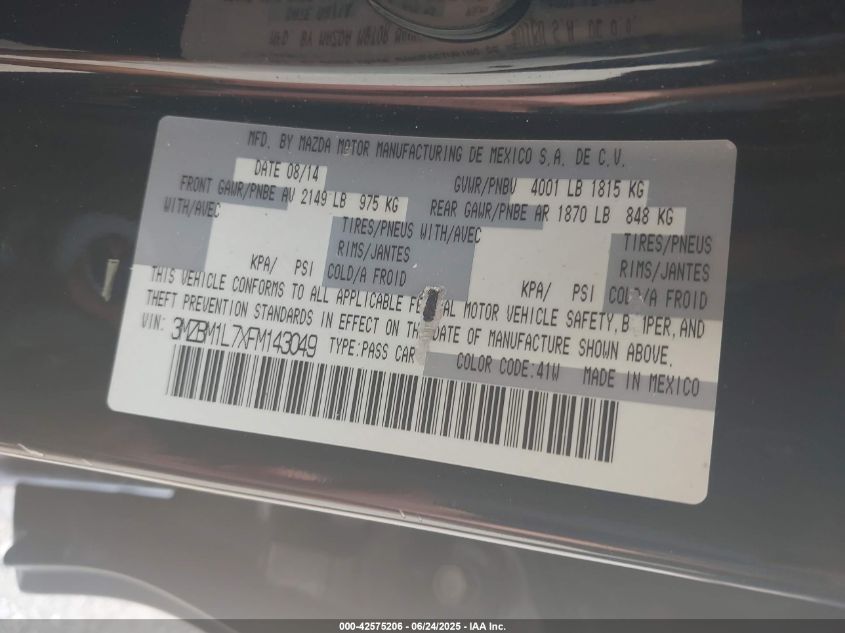 MFD. BY MAZDA MOTOR MANUFACTURING DE MEXICO S.A. DE C.V.
DATE 08/14 GVWR/PNBV 4001 LB 1815 KG
FRONT GAWR/PNBE AV 2149 LB 975 KG REAR GAWR/PNBE AR 1870 LB 848 KG
WITH/AVEC TIRES/PNEUS WITH/AVEC TIRES/PNEUS
RIMS/JANTES RIMS/JANTES
KPA/ PSI COLD/A FROID KPA/ PSI COLD/A FROID
THIS VEHICLE CONFORMS TO ALL APPLICABLE MOTOR VEHICLE SAFETY, AND
THEFT PREVENTION STANDARDS IN EFFECT ON THE DATE OF MANUFACTURE SHOWN ABOVE.
VIN: 3MZBM1L7XFM143049 TYPE:PASS CAR COLOR CODE:41W MADE IN MEXICO
000-42575206 - 06/24/2025 - IAA Inc.